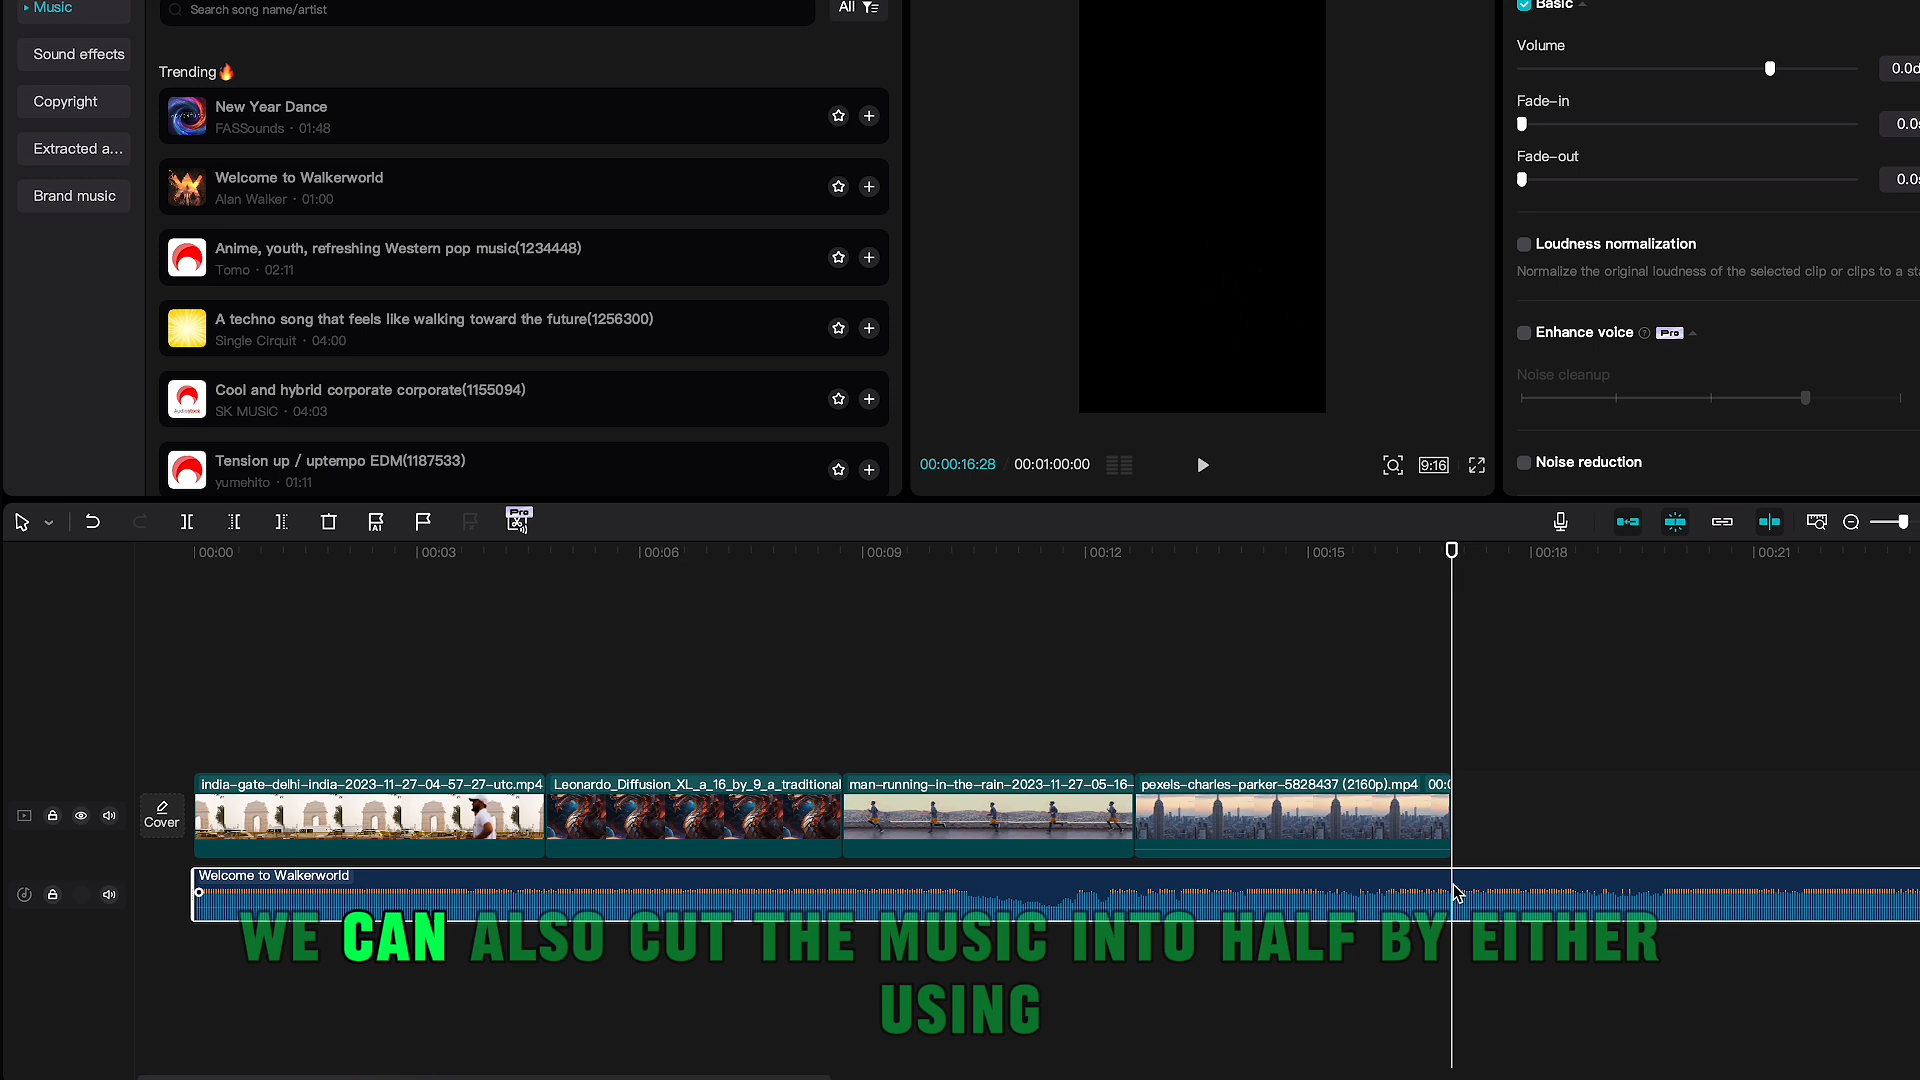 Music
Search song name/artist
All
Sound effects
Copyright
Extracted a...
Brand music
Trending🔥
New Year Dance
FASSounds · 01:48
Welcome to Walkerworld
Alan Walker · 01:00
Anime, youth, refreshing Western pop music(1234448)
Tomo · 02:11
A techno song that feels like walking toward the future(1256300)
Single Cirquit · 04:00
Cool and hybrid corporate corporate(1155094)
SK MUSIC · 04:03
Tension up / uptempo EDM(1187533)
yumehito · 01:11
00:00:16:28
00:01:00:00
9:16
Basic
Volume
0.0d
Fade-in
0.0s
Fade-out
0.0s
Loudness normalization
Normalize the original loudness of the selected clip or clips to a sta
Enhance voice
Pro
Noise cleanup
Noise reduction
Pro
AI
00:00
00:03
00:06
00:09
00:12
00:15
00:18
00:21
Cover
india-gate-delhi-india-2023-11-27-04-57-27-utc.mp4
Leonardo_Diffusion_XL_a_16_by_9_a_traditional
man-running-in-the-rain-2023-11-27-05-16-
pexels-charles-parker-5828437 (2160p).mp4 00:0
Welcome to Walkerworld
WE CAN ALSO CUT THE MUSIC INTO HALF BY EITHER
USING